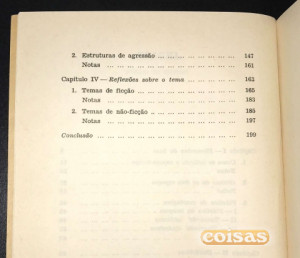 2. Estruturas de agressão ... ... ... ... ... ... 147
Notas ... ... ... ... ... ... ... ... 161
Capítulo IV — Reflexões sobre o tema ... ... ... ... 163
1. Temas de ficção ... ... ... ... ... ... ... 165
Notas ... ... ... ... ... ... ... ... 183
2. Temas de não-ficção ... ... ... ... ... ... 185
Notas ... ... ... ... ... ... ... ... 197
Conclusão ... ... ... ... ... ... ... ... ... 199
coisas